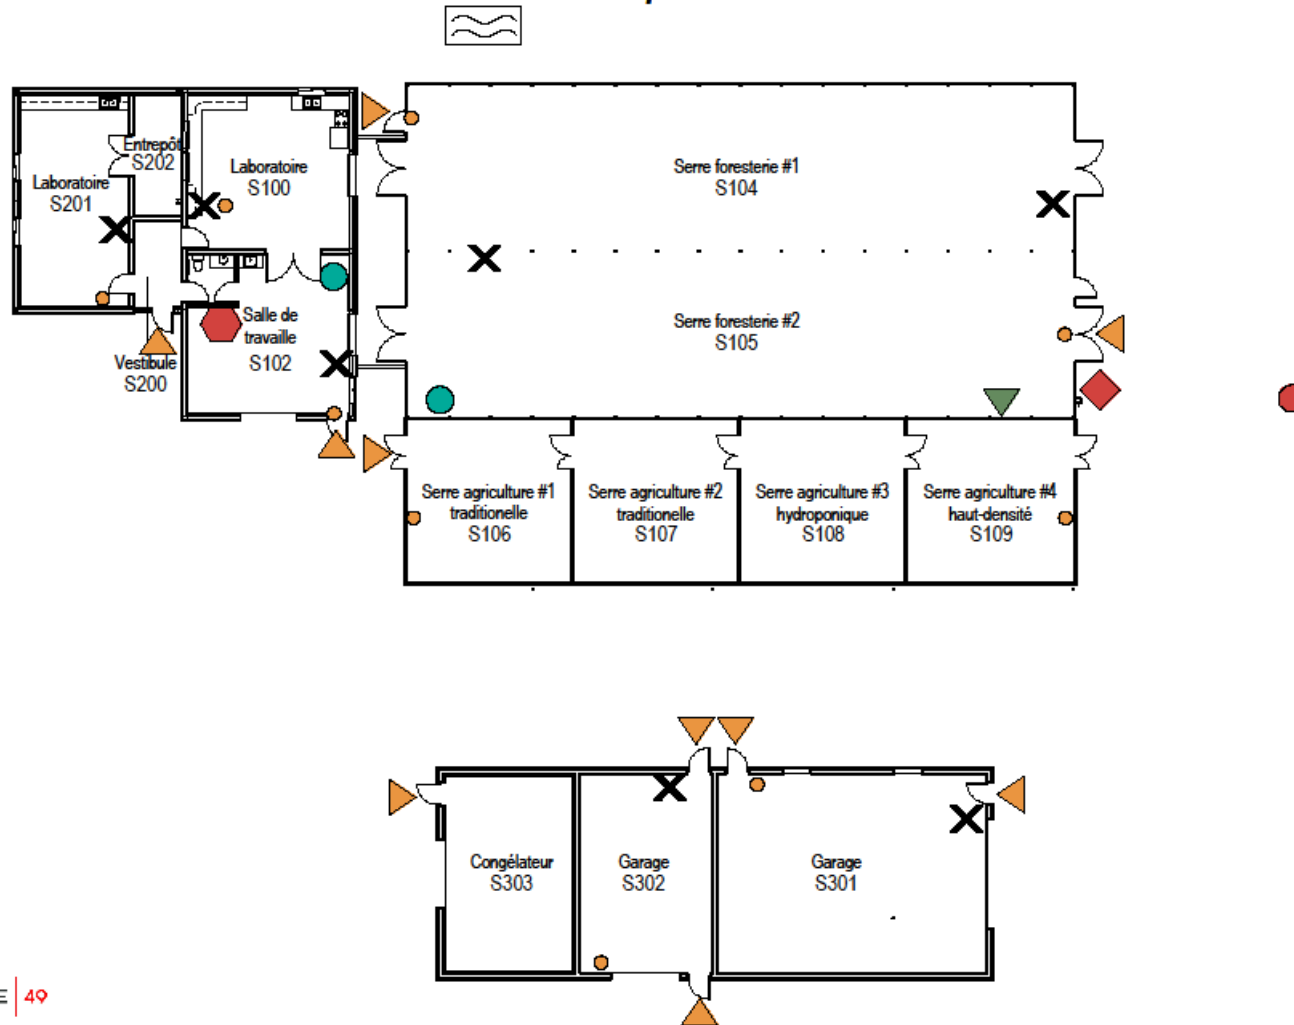 Entrepôt
S202
Laboratoire
S100
Laboratoire
S201
Serre foresterie #1
S104
Salle de
travaille
S102
Serre foresterie #2
S105
Vestibule
S200
Serre agriculture #1
traditionelle
S106
Serre agriculture #2
traditionelle
S107
Serre agriculture #3
hydroponique
S108
Serre agriculture #4
haut-densité
S109
Congélateur
S303
Garage
S302
Garage
S301
E | 49